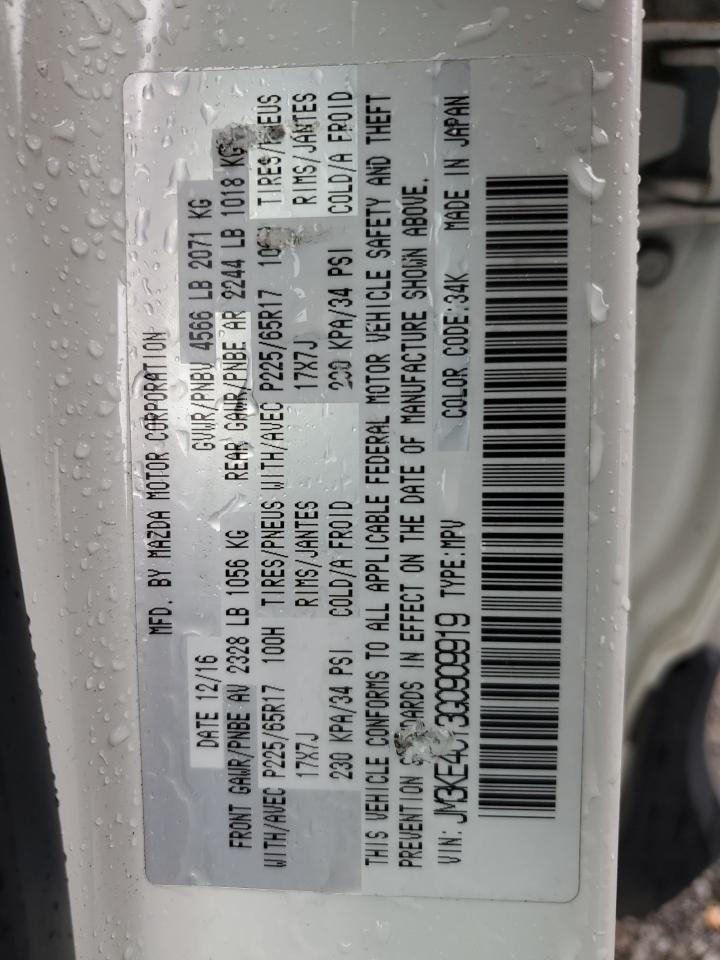 MFD. BY MAZDA MOTOR CORPORATION
DATE 12/16 GVWR/PNBV 4566 LB 2071 KG
FRONT GAWR/PNBE AV 2328 LB 1056 KG REAR GAWR/PNBE AR 2244 LB 1018 KG
WITH/AVEC P225/65R17 100H TIRES/PNEUS WITH/AVEC P225/65R17 TIRES/PNEUS
17X7J RIMS/JANTES 17X7J RIMS/JANTES
230 KPA/34 PSI COLD/A FROID 230 KPA/34 PSI COLD/A FROID
THIS VEHICLE CONFORMS TO ALL APPLICABLE FEDERAL MOTOR VEHICLE SAFETY AND THEFT
PREVENTION IN EFFECT ON THE DATE OF MANUFACTURE SHOWN ABOVE.
VIN: TYPE:MPV COLOR CODE:34K MADE IN JAPAN